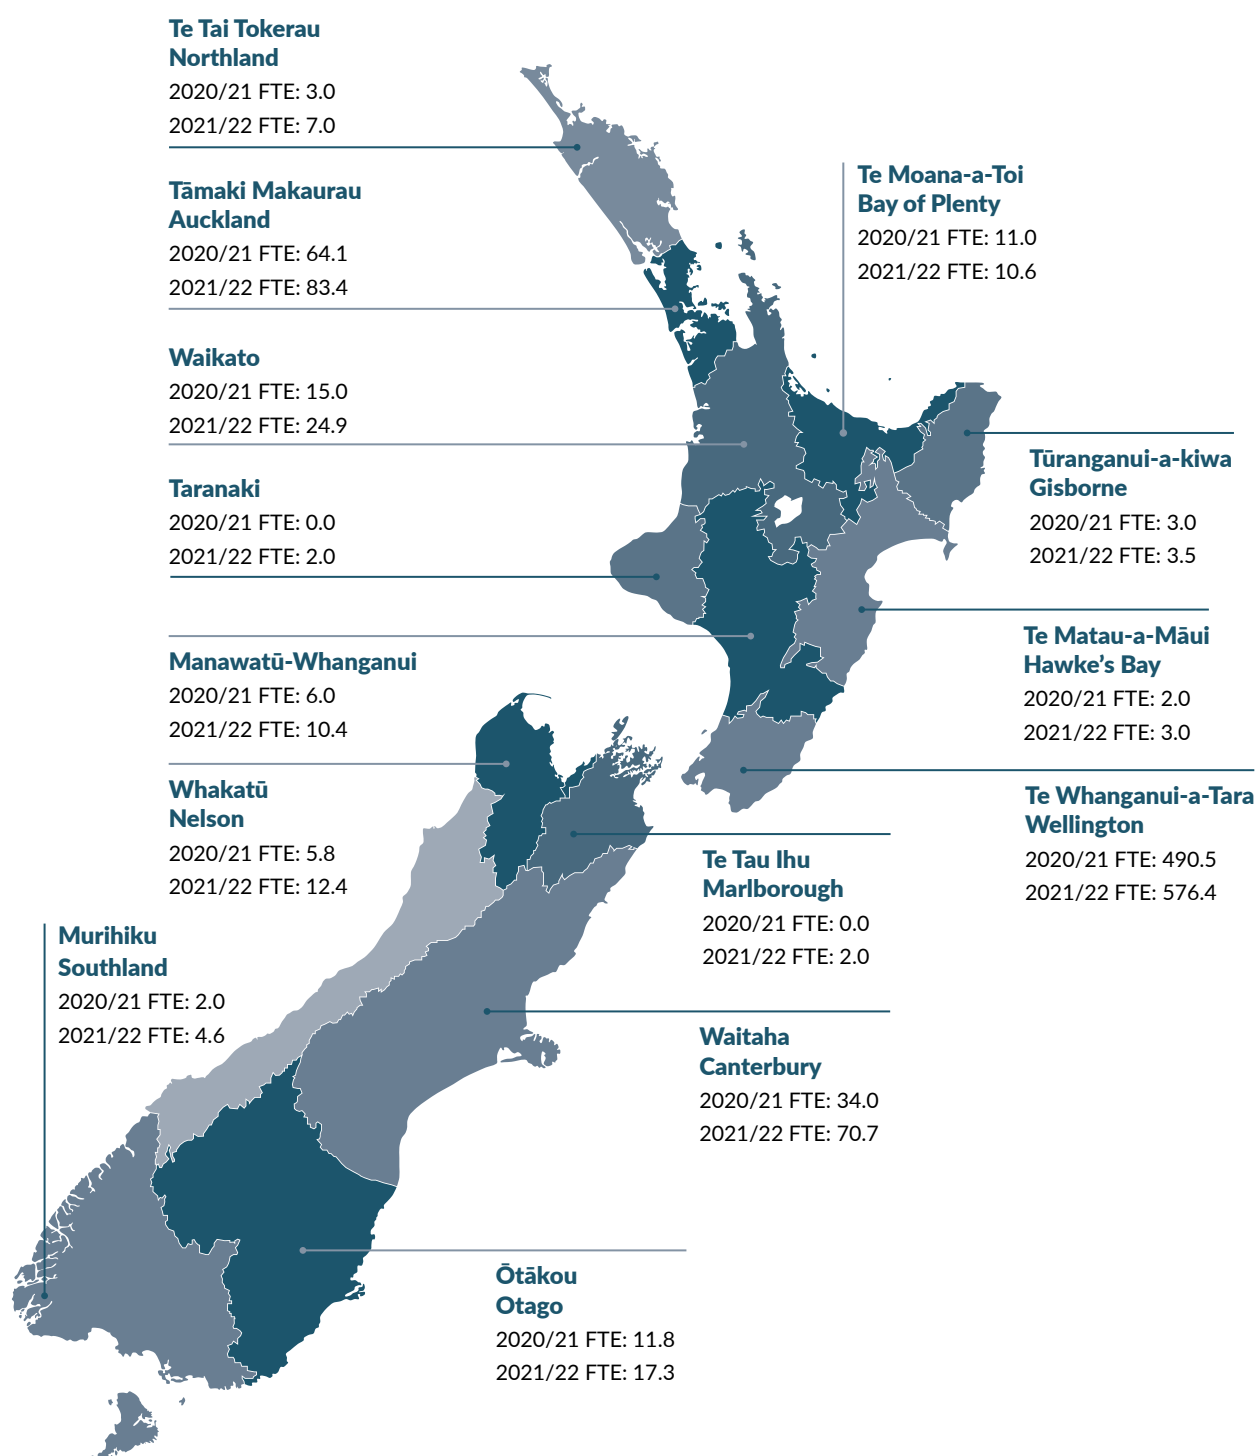 Te Tai Tokerau
Northland
2020/21 FTE: 3.0
2021/22 FTE: 7.0
Tāmaki Makaurau
Auckland
2020/21 FTE: 64.1
2021/22 FTE: 83.4
Waikato
2020/21 FTE: 15.0
2021/22 FTE: 24.9
Taranaki
2020/21 FTE: 0.0
2021/22 FTE: 2.0
Manawatū-Whanganui
2020/21 FTE: 6.0
2021/22 FTE: 10.4
Whakatū
Nelson
2020/21 FTE: 5.8
2021/22 FTE: 12.4
Murihiku
Southland
2020/21 FTE: 2.0
2021/22 FTE: 4.6
Te Moana-a-Toi
Bay of Plenty
2020/21 FTE: 11.0
2021/22 FTE: 10.6
Tūranganui-a-kiwa
Gisborne
2020/21 FTE: 3.0
2021/22 FTE: 3.5
Te Matau-a-Māui
Hawke's Bay
2020/21 FTE: 2.0
2021/22 FTE: 3.0
Te Whanganui-a-Tara
Wellington
2020/21 FTE: 490.5
2021/22 FTE: 576.4
Te Tau Ihu
Marlborough
2020/21 FTE: 0.0
2021/22 FTE: 2.0
Waitaha
Canterbury
2020/21 FTE: 34.0
2021/22 FTE: 70.7
Ōtākou
Otago
2020/21 FTE: 11.8
2021/22 FTE: 17.3